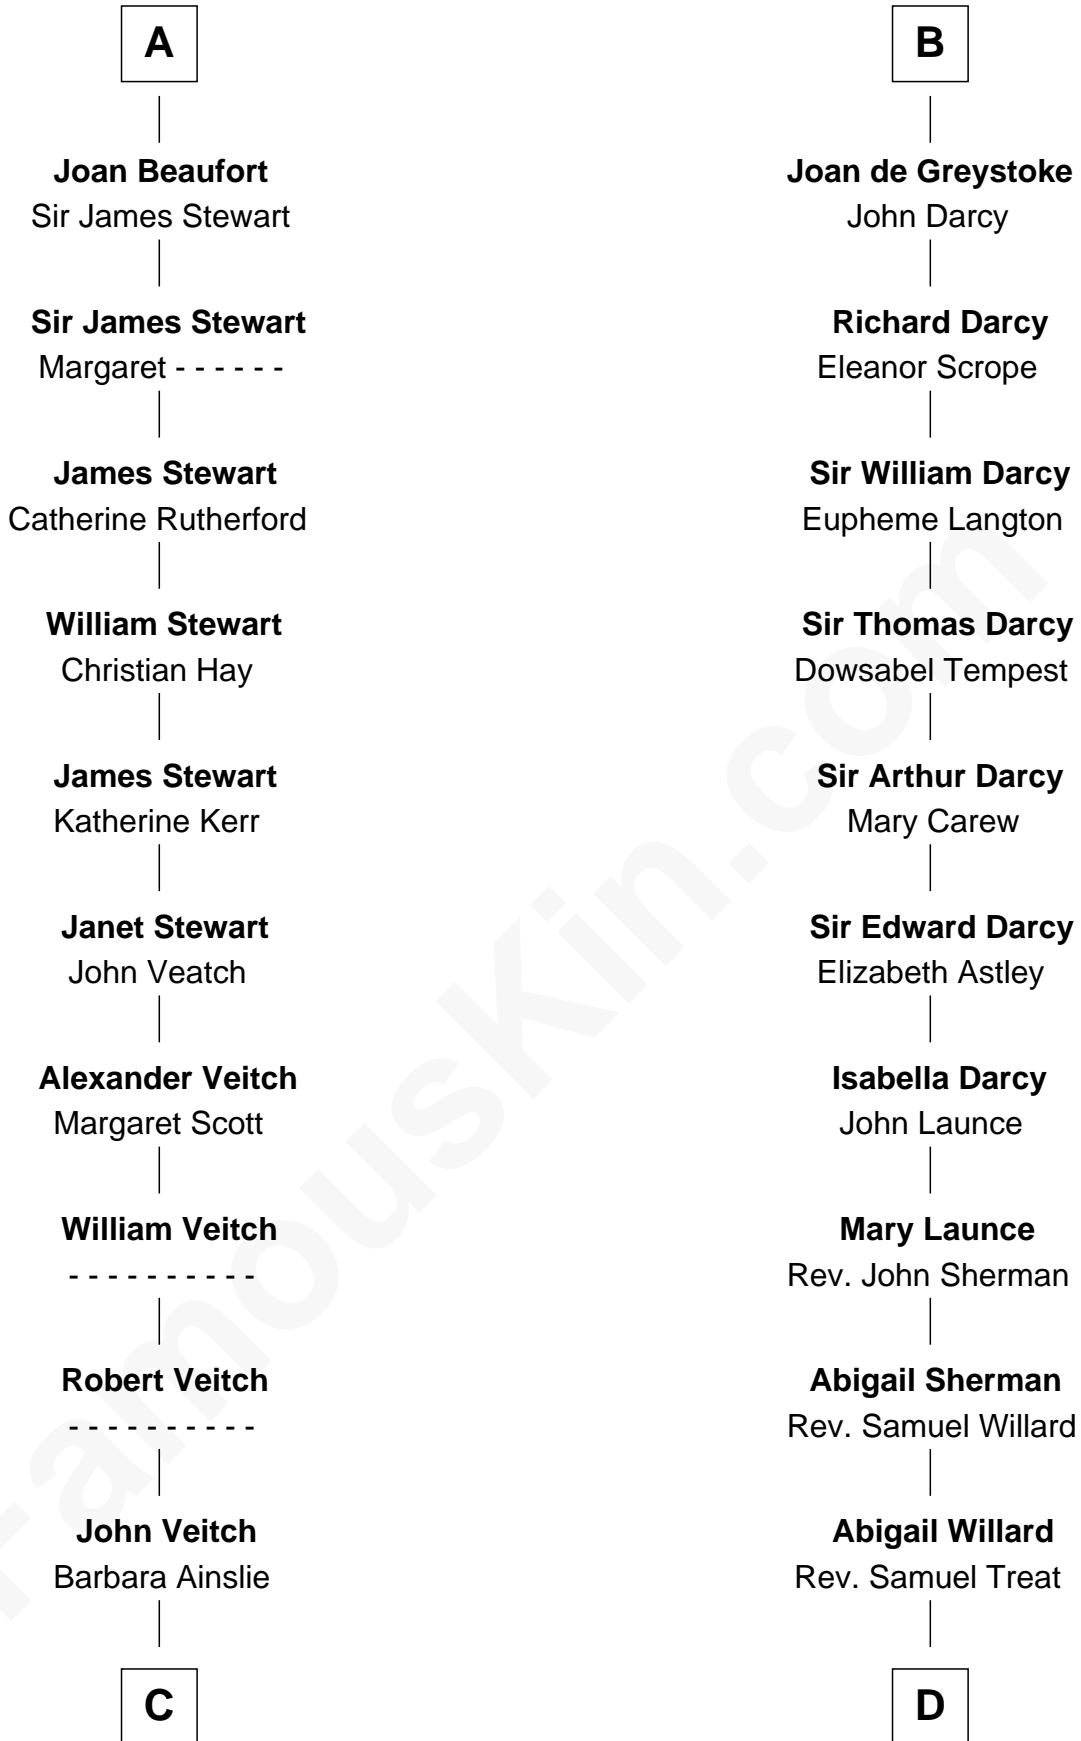 A
Joan Beaufort
Sir James Stewart
Sir James Stewart
Margaret - - - - - -
James Stewart
Catherine Rutherford
William Stewart
Christian Hay
James Stewart
Katherine Kerr
Janet Stewart
John Veatch
Alexander Veitch
Margaret Scott
William Veitch
- - - - - - - - - -
Robert Veitch
- - - - - - - - - -
John Veitch
Barbara Ainslie
C
B
Joan de Greystoke
John Darcy
Richard Darcy
Eleanor Scrope
Sir William Darcy
Eupheme Langton
Sir Thomas Darcy
Dowsabel Tempest
Sir Arthur Darcy
Mary Carew
Sir Edward Darcy
Elizabeth Astley
Isabella Darcy
John Launce
Mary Launce
Rev. John Sherman
Abigail Sherman
Rev. Samuel Willard
Abigail Willard
Rev. Samuel Treat
D
FamousKin.com